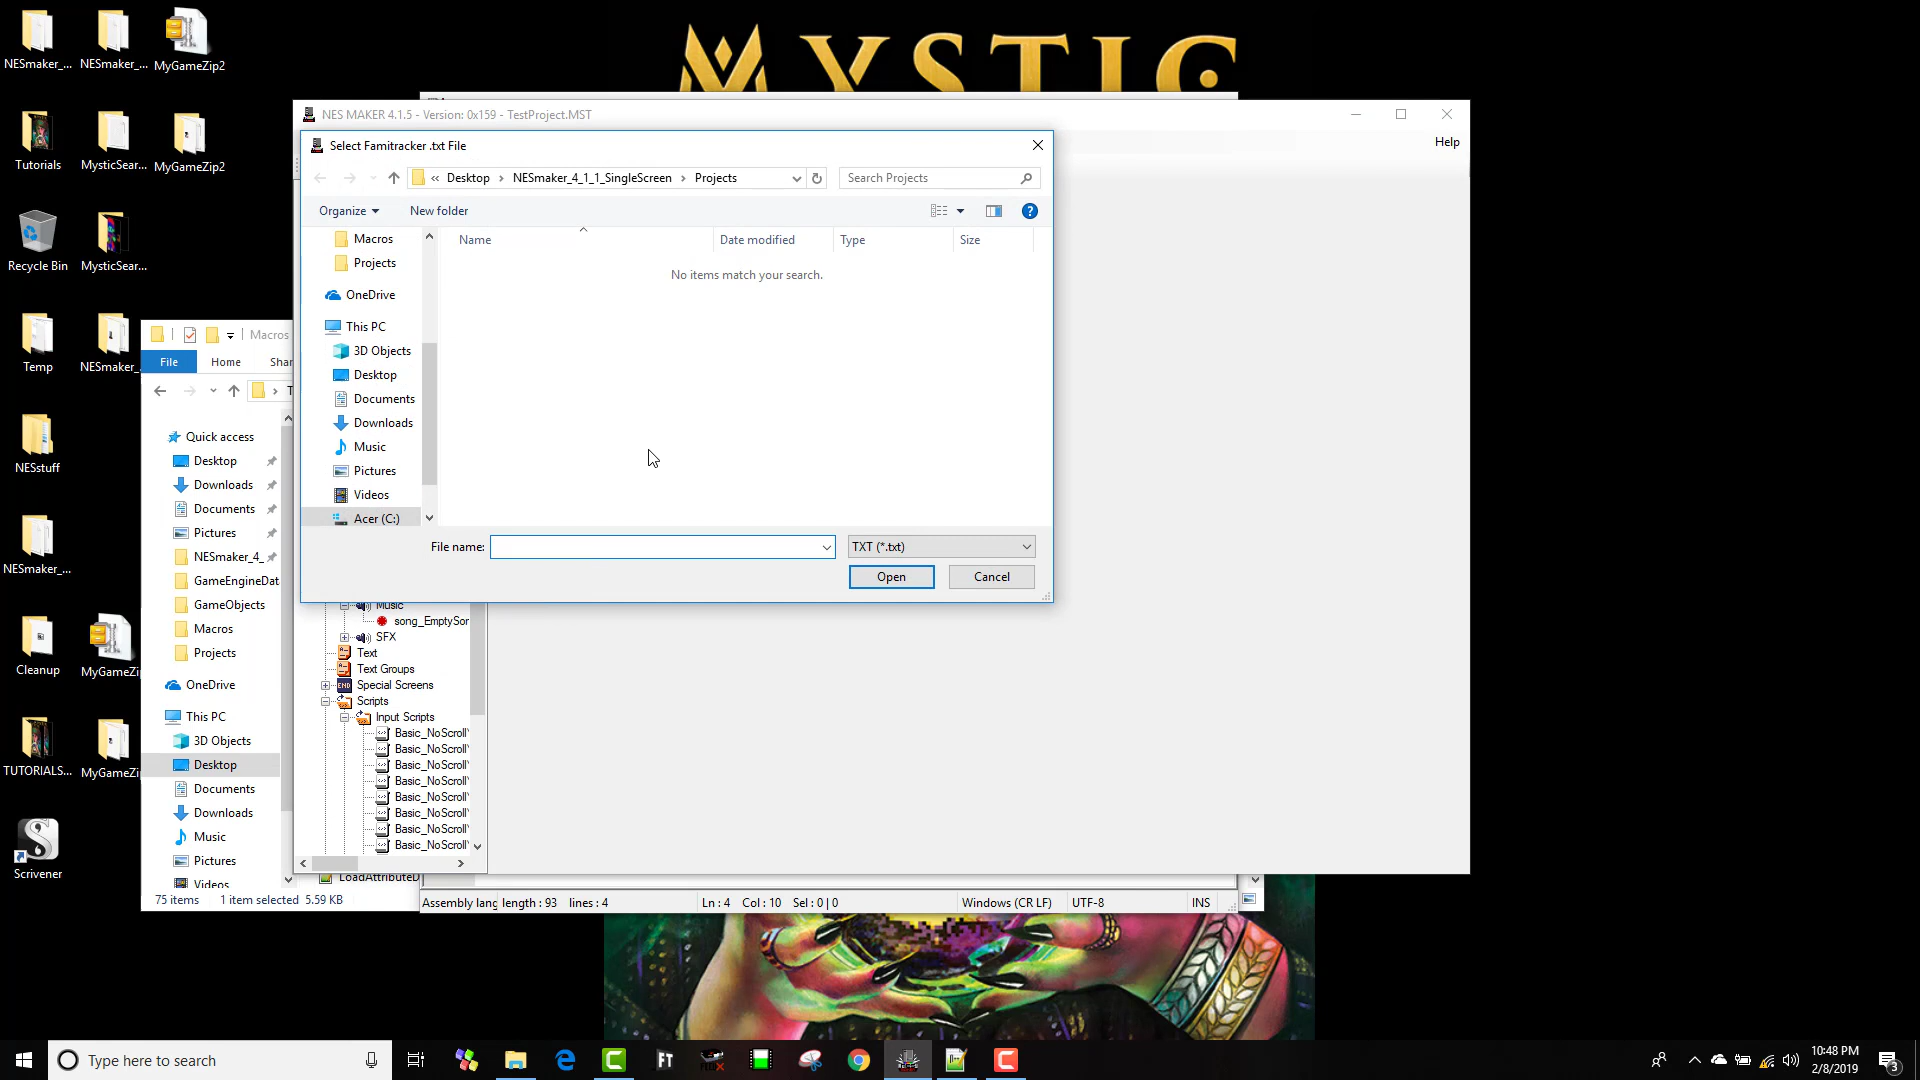 MYSTIC
NESmaker_...
NESmaker_...
MyGameZip2
Tutorials
MysticSear...
MyGameZip2
Recycle Bin
MysticSear...
Temp
NESmaker_
NESstuff
NESmaker_...
Cleanup
MyGameZi
TUTORIALS...
MyGameZi
Scrivener
NES MAKER 4.1.5 - Version: 0x159 - TestProject.MST
Help
Select Famitracker .txt File
« Desktop › NESmaker_4_1_1_SingleScreen › Projects
Search Projects
Organize
New folder
Name
Date modified
Type
Size
No items match your search.
Macros
Projects
OneDrive
This PC
3D Objects
Desktop
Documents
Downloads
Music
Pictures
Videos
Acer (C:)
File name:
TXT (*.txt)
Open
Cancel
Macros
File
Home
Shar
Quick access
Desktop
Downloads
Documents
Pictures
NESmaker_4_
GameEngineDat
GameObjects
Macros
Projects
OneDrive
This PC
3D Objects
Desktop
Documents
Downloads
Music
Pictures
Videos
75 items
1 item selected
5.59 KB
Music
song_EmptySor
SFX
Text
Text Groups
Special Screens
Scripts
Input Scripts
Basic_NoScroll
Basic_NoScroll
Basic_NoScroll
Basic_NoScroll
Basic_NoScroll
Basic_NoScroll
Basic_NoScroll
Basic_NoScroll
LoadAttributeD
Assembly lang
length : 93
lines : 4
Ln : 4
Col : 10
Sel : 0 | 0
Windows (CR LF)
UTF-8
INS
Type here to search
FT
10:48 PM
2/8/2019
3